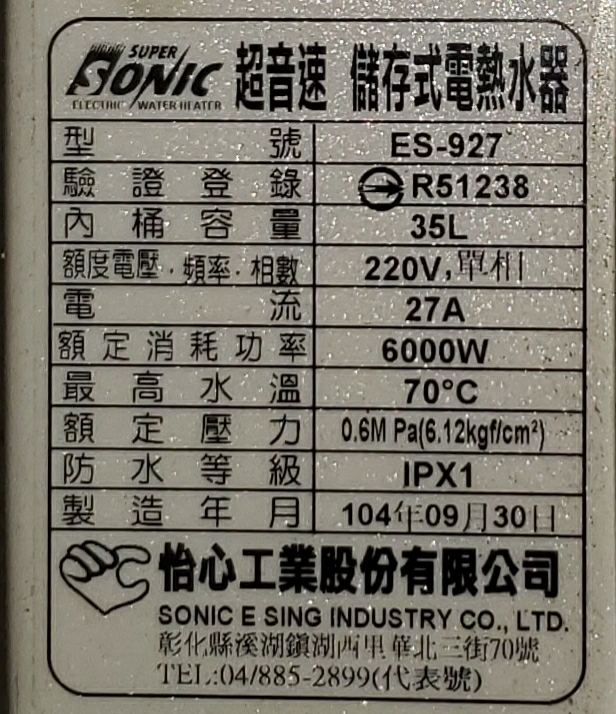 SUPER
SONIC 超音速 儲存式電熱水器
ELECTRIC WATER HEATER
型號 ES-927
驗證登錄 R51238
內桶容量 35L
額度電壓．頻率．相數 220V,單相
電流 27A
額定消耗功率 6000W
最高水溫 70°C
額定壓力 0.6M Pa(6.12kgf/cm²)
防水等級 IPX1
製造年月 104年09月30日
怡心工業股份有限公司
SONIC E SING INDUSTRY CO., LTD.
彰化縣溪湖鎮湖西里華北三街70號
TEL:04/885-2899(代表號)